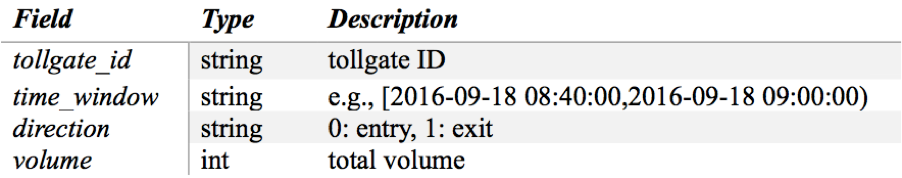 Field Type Description
tollgate_id string tollgate ID
time_window string e.g., [2016-09-18 08:40:00,2016-09-18 09:00:00)
direction string 0: entry, 1: exit
volume int total volume